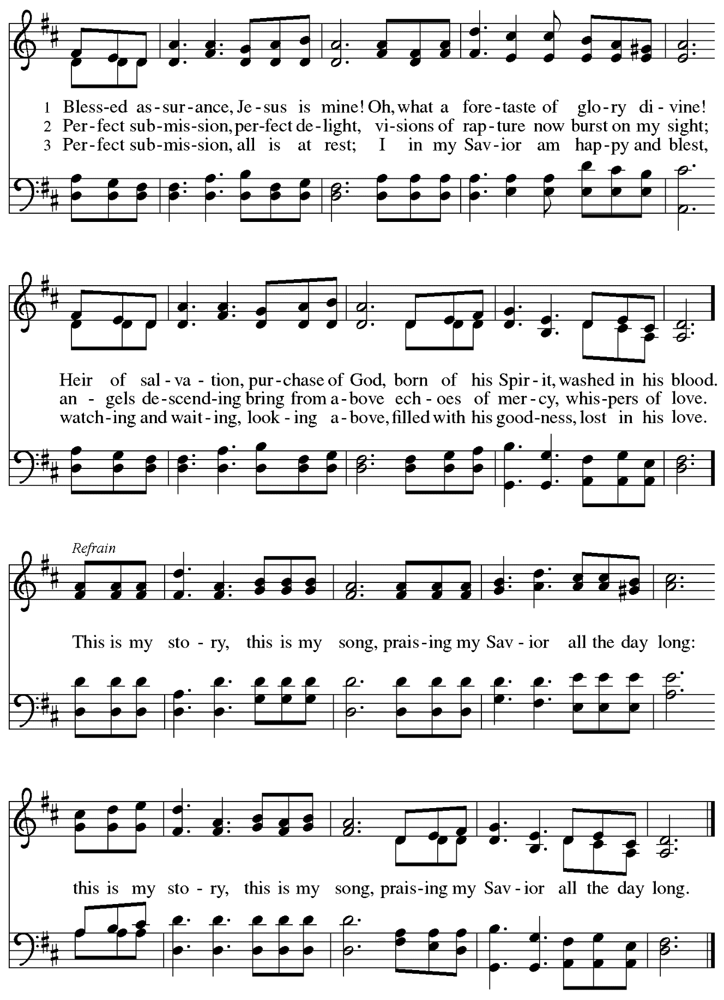 1 Bless-ed as-sur-ance, Je-sus is mine! Oh, what a fore-taste of glo-ry di-vine!
2 Per-fect sub-mis-sion, per-fect de-light, vi-sions of rap-ture now burst on my sight;
3 Per-fect sub-mis-sion, all is at rest; I in my Sav-ior am hap-py and blest,
Heir of sal-va-tion, pur-chase of God, born of his Spir-it, washed in his blood.
an-gels de-scend-ing bring from a-bove ech-oes of mer-cy, whis-pers of love.
watch-ing and wait-ing, look-ing a-bove, filled with his good-ness, lost in his love.
Refrain
This is my sto-ry, this is my song, prais-ing my Sav-ior all the day long:
this is my sto-ry, this is my song, prais-ing my Sav-ior all the day long.